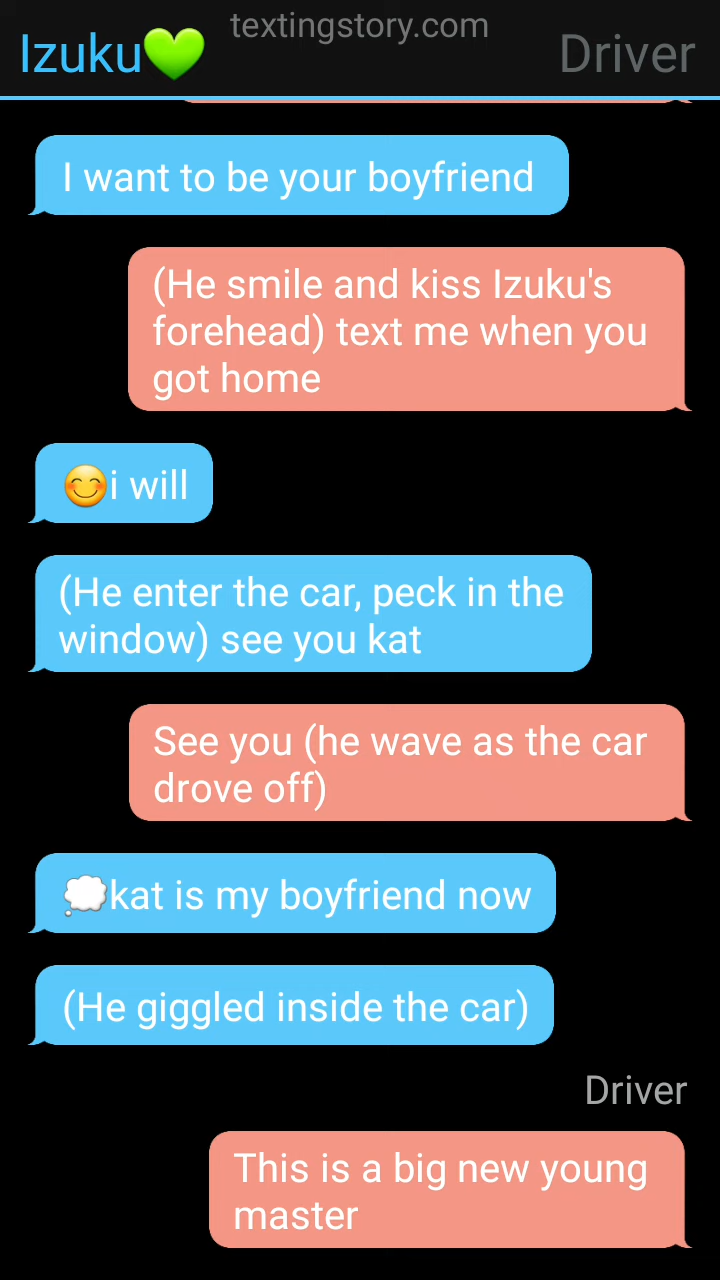 textingstory.com
Izuku💚
Driver
I want to be your boyfriend
(He smile and kiss Izuku's
forehead) text me when you
got home
😊i will
(He enter the car, peck in the
window) see you kat
See you (he wave as the car
drove off)
💭kat is my boyfriend now
(He giggled inside the car)
Driver
This is a big new young
master